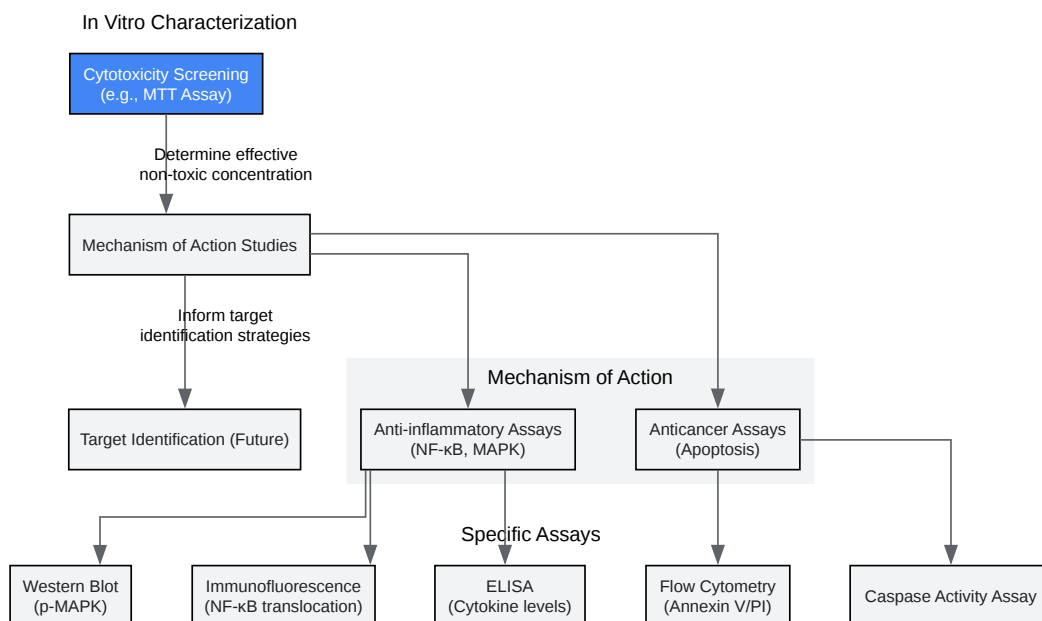 In Vitro Characterization
Cytotoxicity Screening
(e.g., MTT Assay)
Determine effective
non-toxic concentration
Mechanism of Action Studies
Inform target
identification strategies
Mechanism of Action
Target Identification (Future)
Anti-inflammatory Assays
(NF-κB, MAPK)
Anticancer Assays
(Apoptosis)
Specific Assays
Western Blot
(p-MAPK)
Immunofluorescence
(NF-κB translocation)
ELISA
(Cytokine levels)
Flow Cytometry
(Annexin V/PI)
Caspase Activity Assay